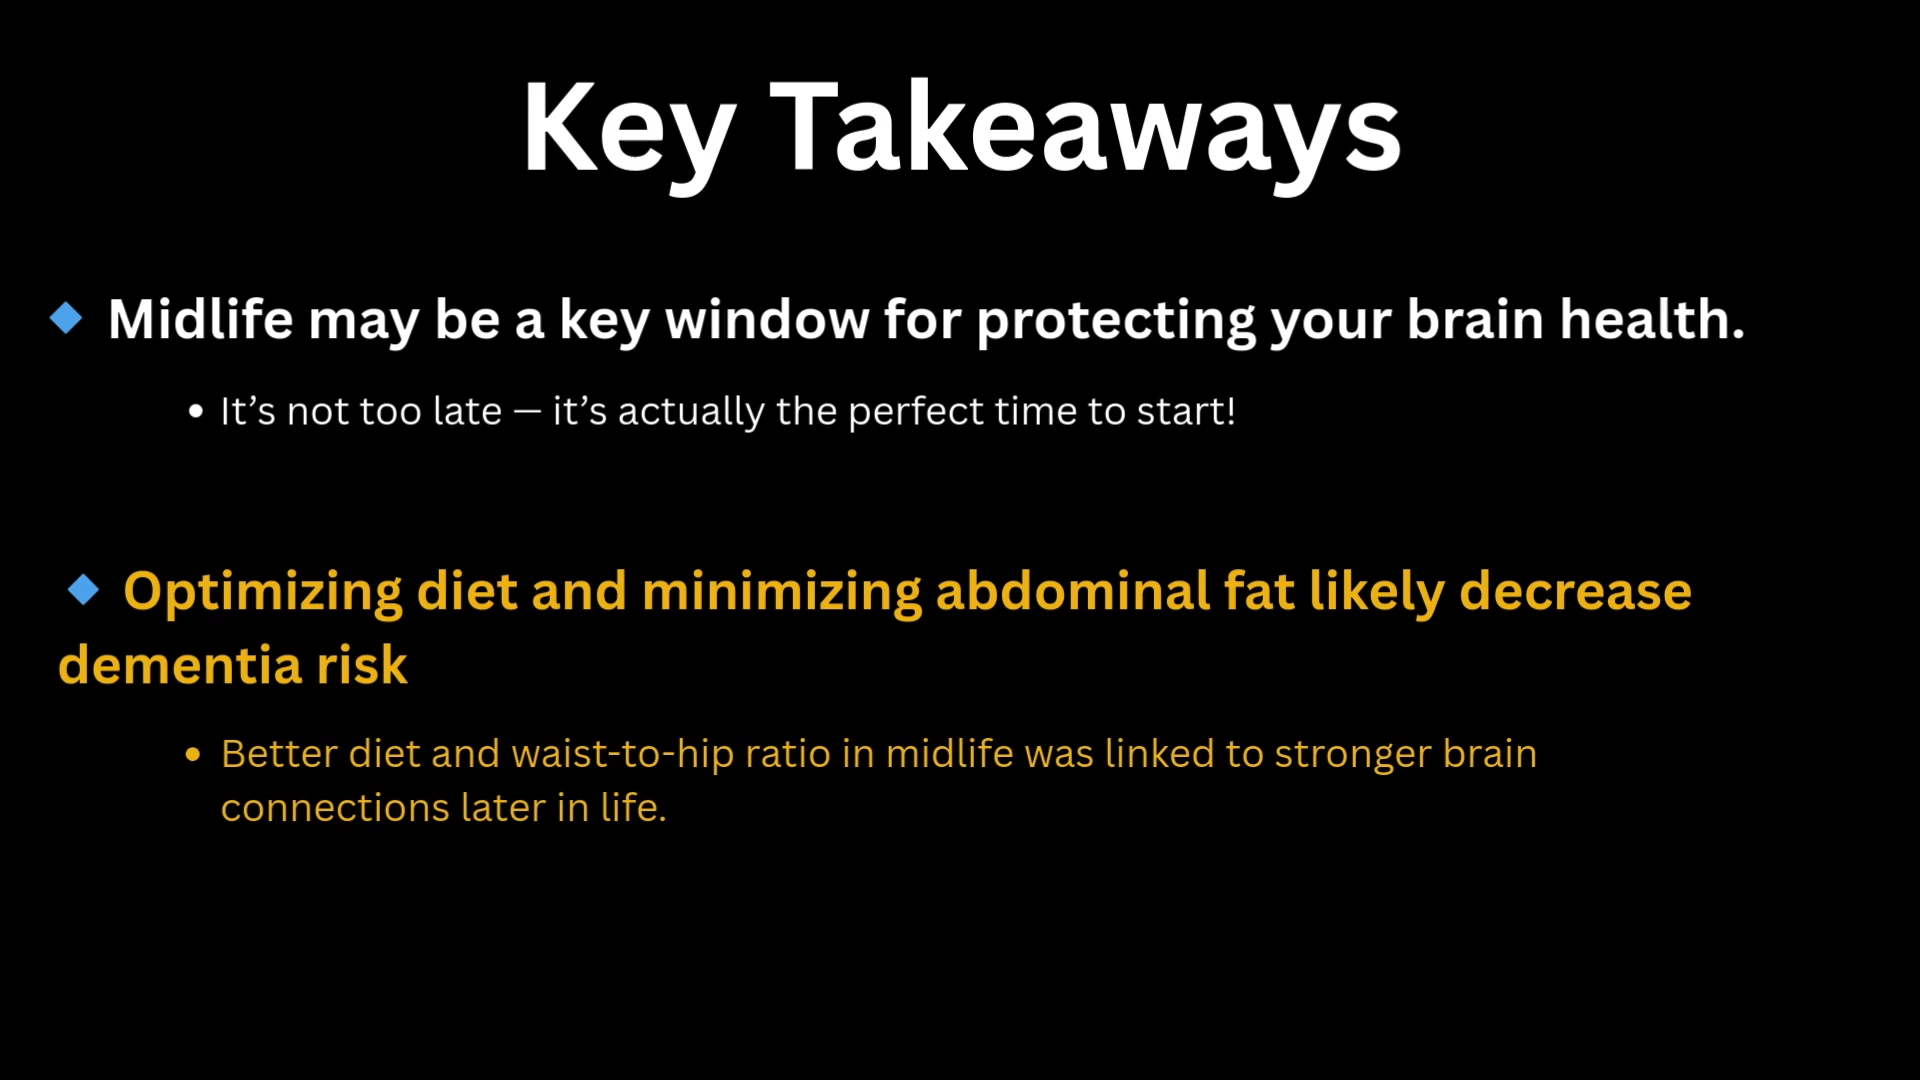 Key Takeaways
🔹 Midlife may be a key window for protecting your brain health.
• It’s not too late — it’s actually the perfect time to start!
🔹 Optimizing diet and minimizing abdominal fat likely decrease
dementia risk
• Better diet and waist-to-hip ratio in midlife was linked to stronger brain
connections later in life.